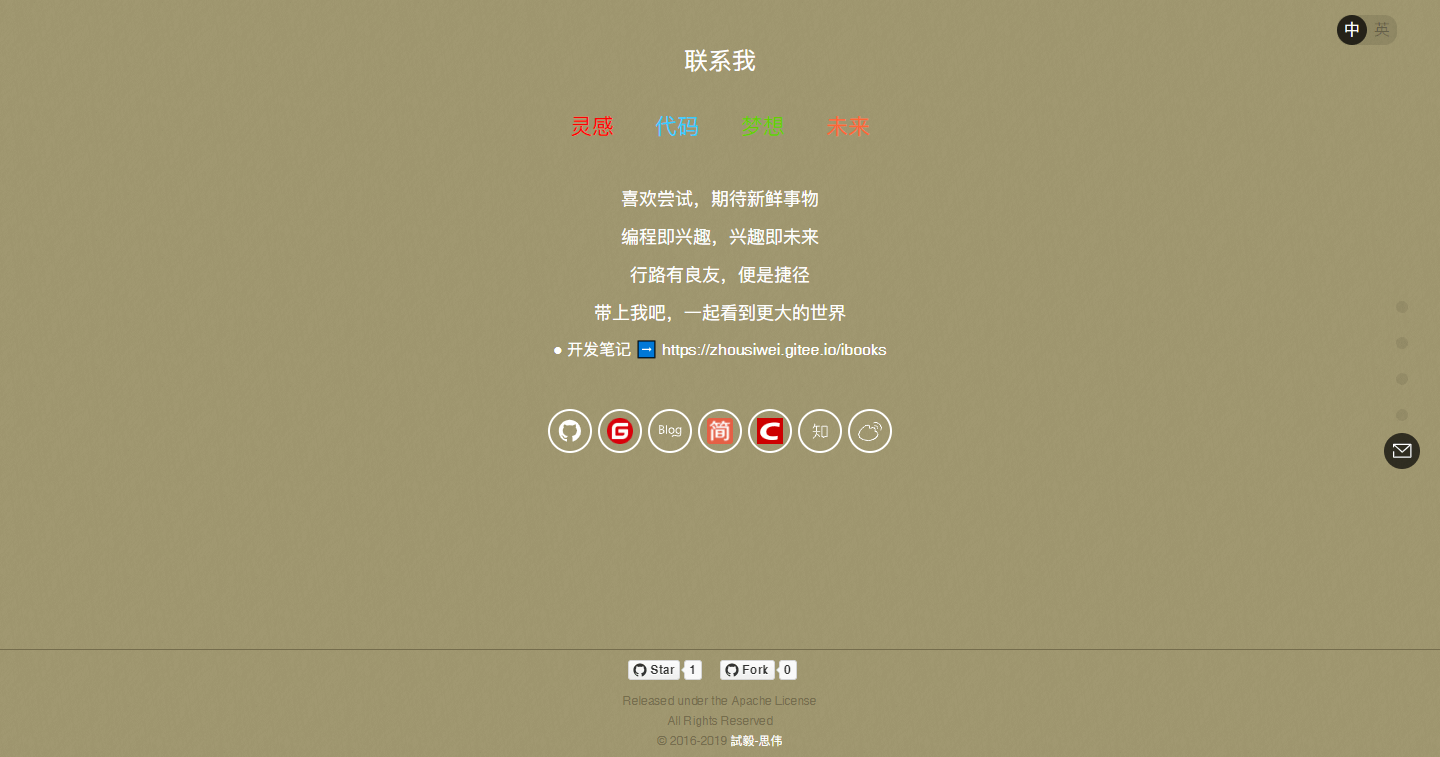 中 英
联系我
灵感 代码 梦想 未来
喜欢尝试，期待新鲜事物
编程即兴趣，兴趣即未来
行路有良友，便是捷径
带上我吧，一起看到更大的世界
● 开发笔记 ➡ https://zhousiwei.gitee.io/ibooks
G Blog 简 C 知
Star 1 Fork 0
Released under the Apache License
All Rights Reserved
© 2016-2019 試毅-思伟